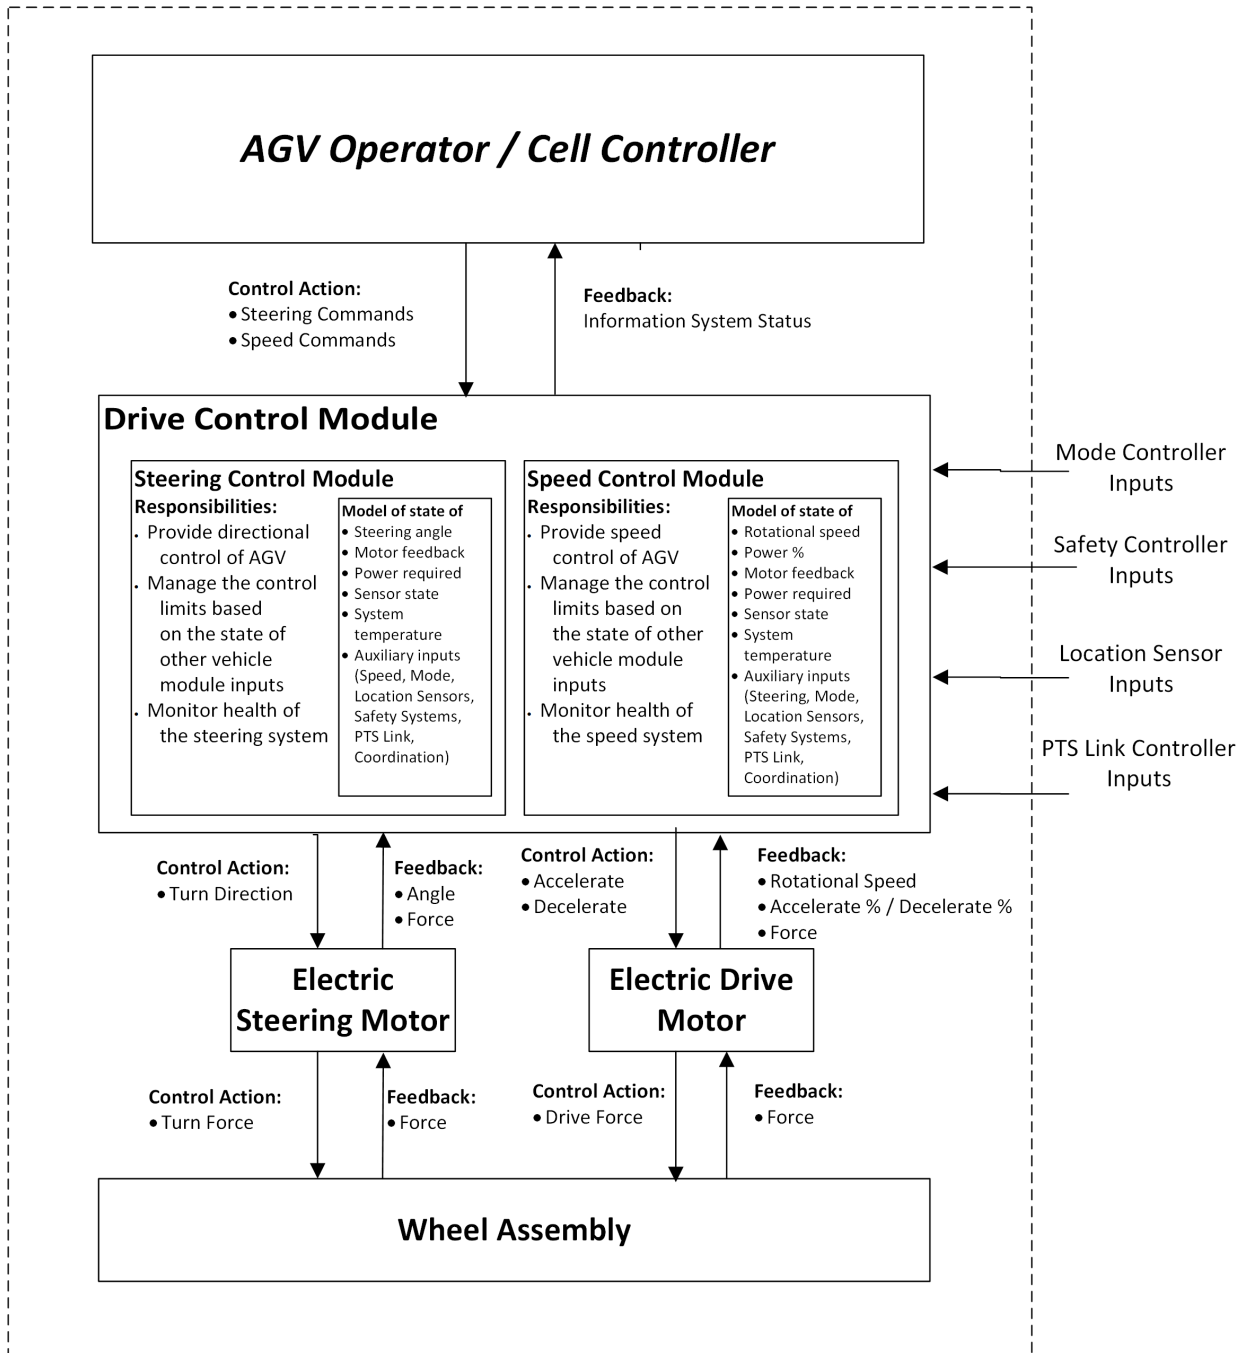 AGV Operator / Cell Controller
Control Action:
• Steering Commands
• Speed Commands
Feedback:
Information System Status
Drive Control Module
Steering Control Module
Responsibilities:
. Provide directional
control of AGV
. Manage the control
limits based
on the state of
other vehicle
module inputs
. Monitor health of
the steering system
Model of state of
• Steering angle
• Motor feedback
• Power required
• Sensor state
• System
temperature
• Auxiliary inputs
(Speed, Mode,
Location Sensors,
Safety Systems,
PTS Link,
Coordination)
Speed Control Module
Responsibilities:
. Provide speed
control of AGV
. Manage the control
limits based on
the state of other
vehicle module
inputs
. Monitor health of
the speed system
Model of state of
• Rotational speed
• Power %
• Motor feedback
• Power required
• Sensor state
• System
temperature
• Auxiliary inputs
(Steering, Mode,
Location Sensors,
Safety Systems,
PTS Link,
Coordination)
Mode Controller
Inputs
Safety Controller
Inputs
Location Sensor
Inputs
PTS Link Controller
Inputs
Control Action:
• Turn Direction
Feedback:
• Angle
• Force
Control Action:
• Accelerate
• Decelerate
Feedback:
• Rotational Speed
• Accelerate % / Decelerate %
• Force
Electric
Steering Motor
Electric Drive
Motor
Control Action:
• Turn Force
Feedback:
• Force
Control Action:
• Drive Force
Feedback:
• Force
Wheel Assembly